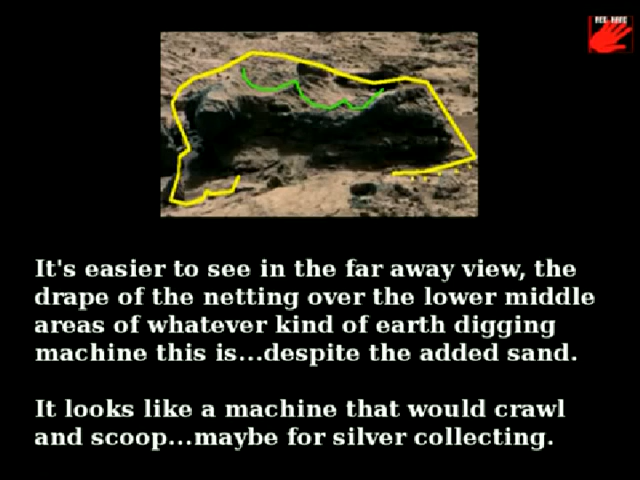 RED HAND
It's easier to see in the far away view, the
drape of the netting over the lower middle
areas of whatever kind of earth digging
machine this is...despite the added sand.
It looks like a machine that would crawl
and scoop...maybe for silver collecting.